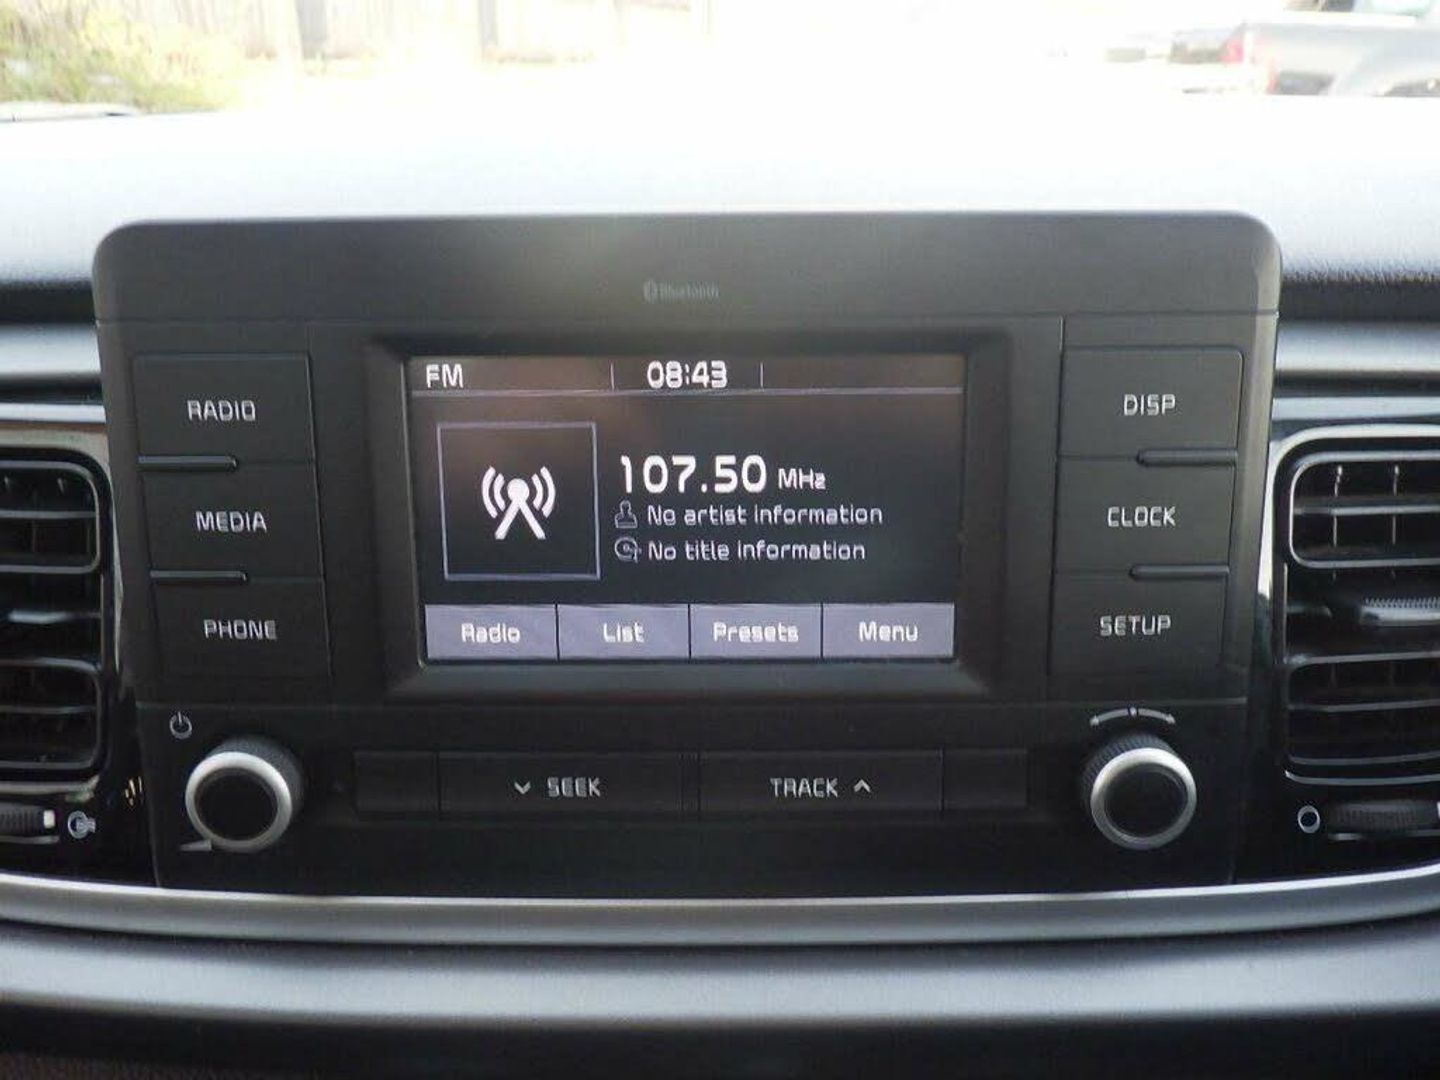 Bluetooth
FM 08:43
RADIO
MEDIA
PHONE
107.50 MHz
No artist information
No title information
Radio List Presets Menu
DISP
CLOCK
SETUP
SEEK TRACK